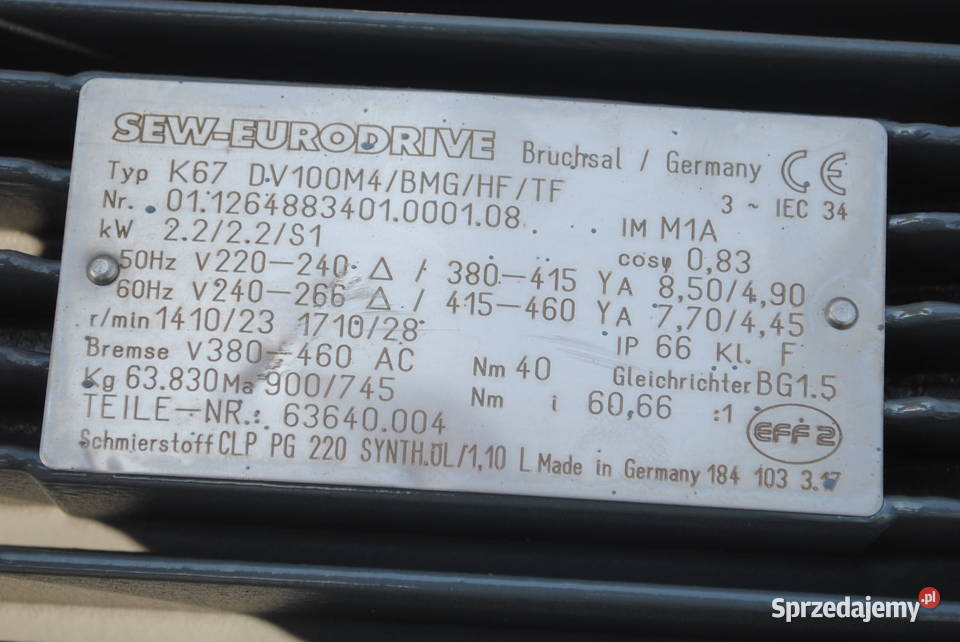 SEW-EURODRIVE Bruchsal / Germany CE
Typ K67 DV100M4/BMG/HF/TF 3 ~ IEC 34
Nr. 01.1264883401.0001.08 IM M1A
kW 2.2/2.2/S1 cosφ 0,83
50Hz V220-240 △ / 380-415 Y A 8,50/4,90
60Hz V240-266 △ / 415-460 Y A 7,70/4,45
r/min 1410/23 1710/28 IP 66 Kl. F
Bremse V380-460 AC Nm 40 Gleichrichter BG1.5
Kg 63.830 Ma 900/745 Nm i 60,66 :1
TEILE-NR.: 63640.004 EFF2
Schmierstoff CLP PG 220 SYNTH.ÖL/1,10 L Made in Germany 184 103 3.17
Sprzedajemy.pl